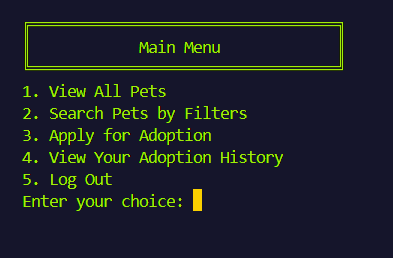 Main Menu
1. View All Pets
2. Search Pets by Filters
3. Apply for Adoption
4. View Your Adoption History
5. Log Out
Enter your choice: